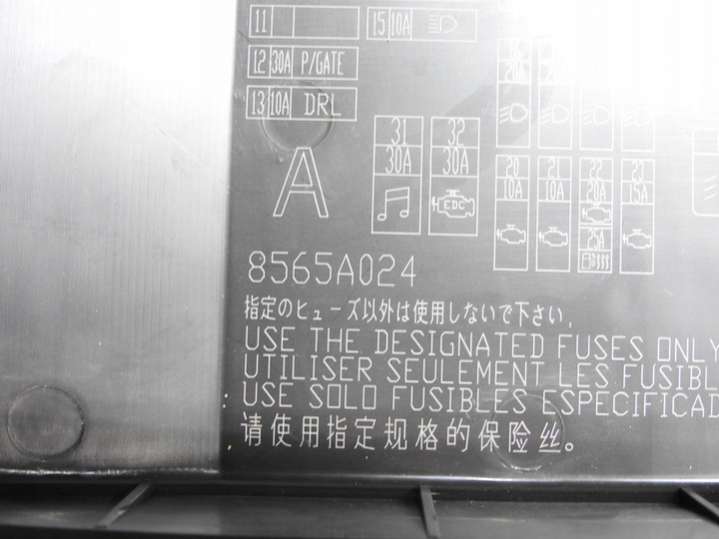 11
15 10A
12 30A P/GATE
13 10A DRL
31 32
30A 30A
EDC
20 21 22 23
10A 10A 20A 15A
25A
A
8565A024
指定のヒューズ以外は使用しないで下さい.
USE THE DESIGNATED FUSES ONLY
UTILISER SEULEMENT LES FUSIBL
USE SOLO FUSIBLES ESPECIFICAD
请使用指定规格的保险丝。